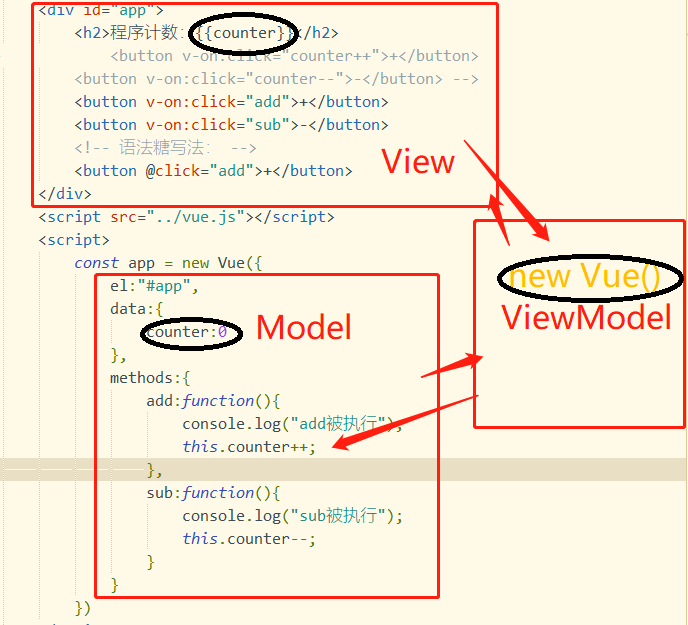 <div id="app">
<h2>程序计数：{{counter}}</h2>
<button v-on:click="counter++">+</button>
<button v-on:click="counter--">-</button> -->
<button v-on:click="add">+</button>
<button v-on:click="sub">-</button>
<!-- 语法糖写法： -->
<button @click="add">+</button>
View
</div>
<script src="../vue.js"></script>
<script>
const app = new Vue({
new Vue()
ViewModel
el:"#app",
data:{
counter:0
Model
},
methods:{
add:function(){
console.log("add被执行");
this.counter++;
},
sub:function(){
console.log("sub被执行");
this.counter--;
}
}
})